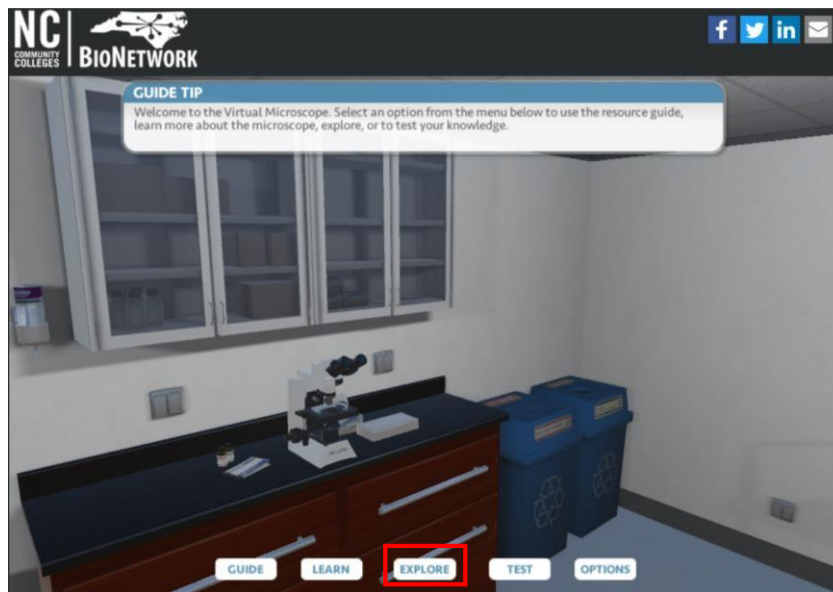 NC
COMMUNITY
COLLEGES
BIONETWORK
f
in
GUIDE TIP
Welcome to the Virtual Microscope. Select an option from the menu below to use the resource guide,
learn more about the microscope, explore, or to test your knowledge.
GUIDE LEARN EXPLORE TEST OPTIONS